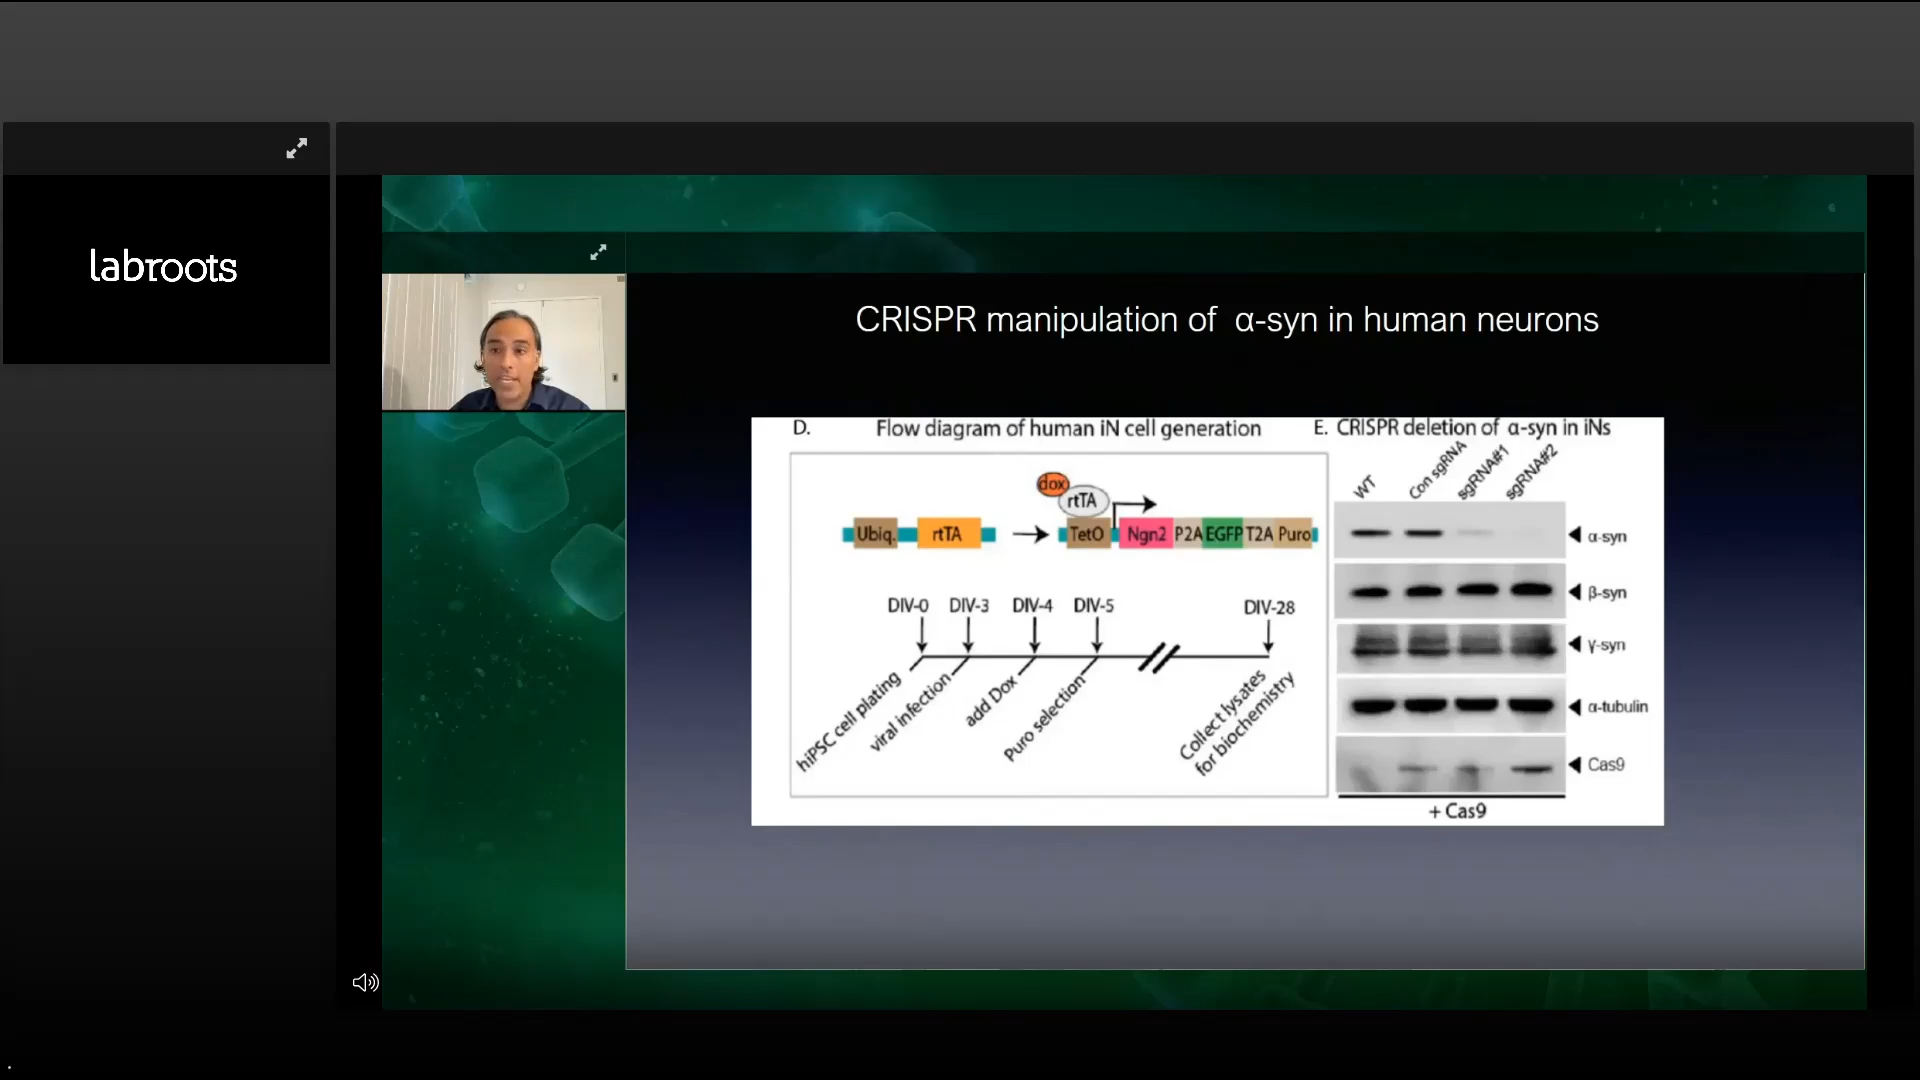 labroots
CRISPR manipulation of α-syn in human neurons
D. Flow diagram of human iN cell generation
dox
rtTA
Ubiq. rtTA TetO Ngn2 P2A EGFP T2A Puro
DIV-0 DIV-3 DIV-4 DIV-5 DIV-28
hiPSC cell plating
viral infection
add Dox
Puro selection
Collect lysates
for biochemistry
E. CRISPR deletion of α-syn in iNs
WT Con sgRNA sgRNA#1 sgRNA#2
α-syn
β-syn
γ-syn
α-tubulin
Cas9
+ Cas9